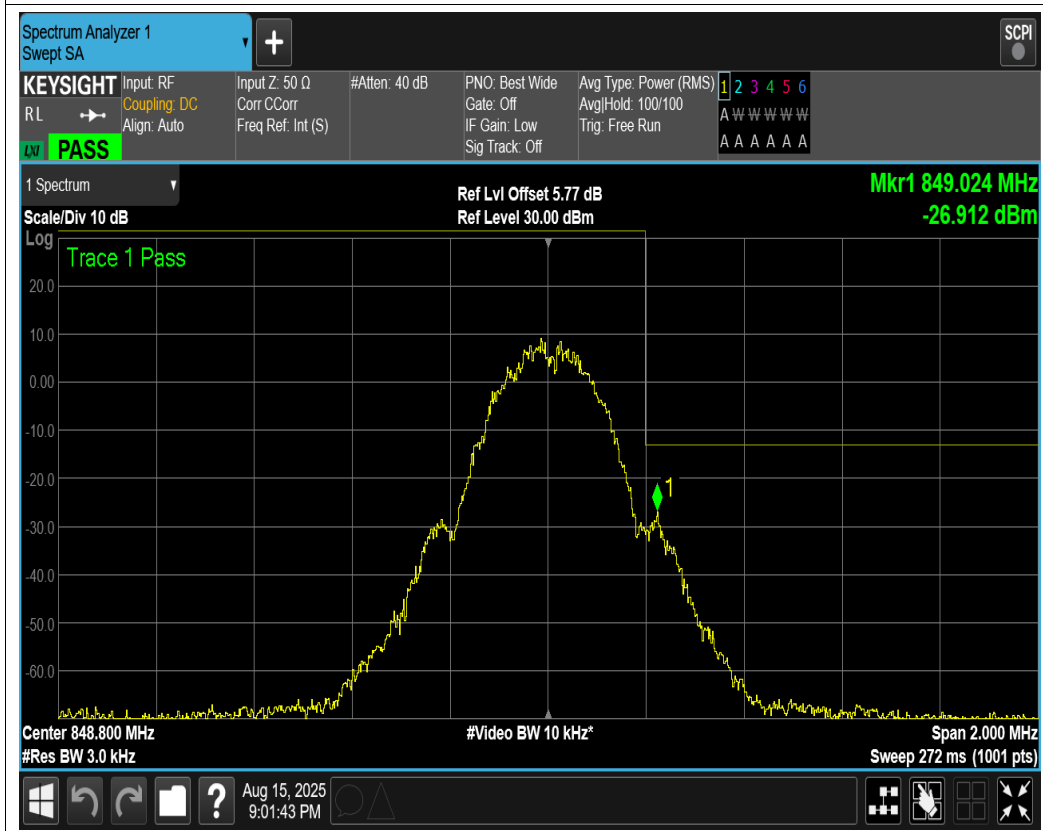 Spectrum Analyzer 1
Swept SA
+
SCPI
KEYSIGHT
RL
LXI PASS
Input: RF
Coupling: DC
Align: Auto
Input Z: 50 Ω
Corr CCorr
Freq Ref: Int (S)
#Atten: 40 dB
PNO: Best Wide
Gate: Off
IF Gain: Low
Sig Track: Off
Avg Type: Power (RMS)
Avg|Hold: 100/100
Trig: Free Run
1 2 3 4 5 6
A W W W W W
A A A A A A
1 Spectrum
Scale/Div 10 dB
Ref Lvl Offset 5.77 dB
Ref Level 30.00 dBm
Mkr1 849.024 MHz
-26.912 dBm
Log
Trace 1 Pass
20.0
10.0
0.00
-10.0
-20.0
-30.0
-40.0
-50.0
-60.0
1
Center 848.800 MHz
#Res BW 3.0 kHz
#Video BW 10 kHz*
Span 2.000 MHz
Sweep 272 ms (1001 pts)
?
Aug 15, 2025
9:01:43 PM